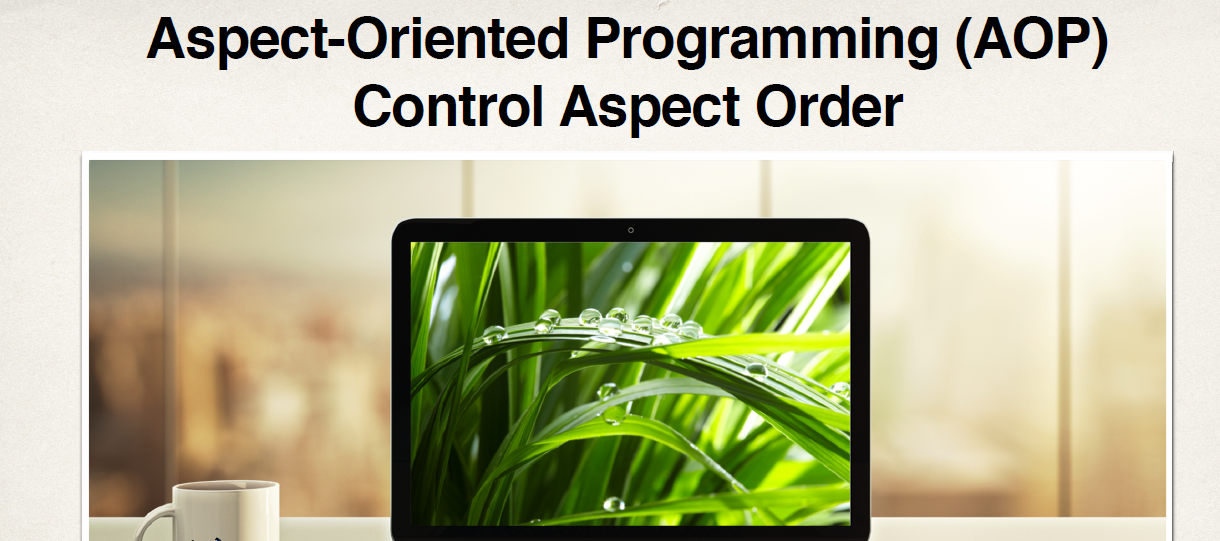 Aspect-Oriented Programming (AOP)
Control Aspect Order